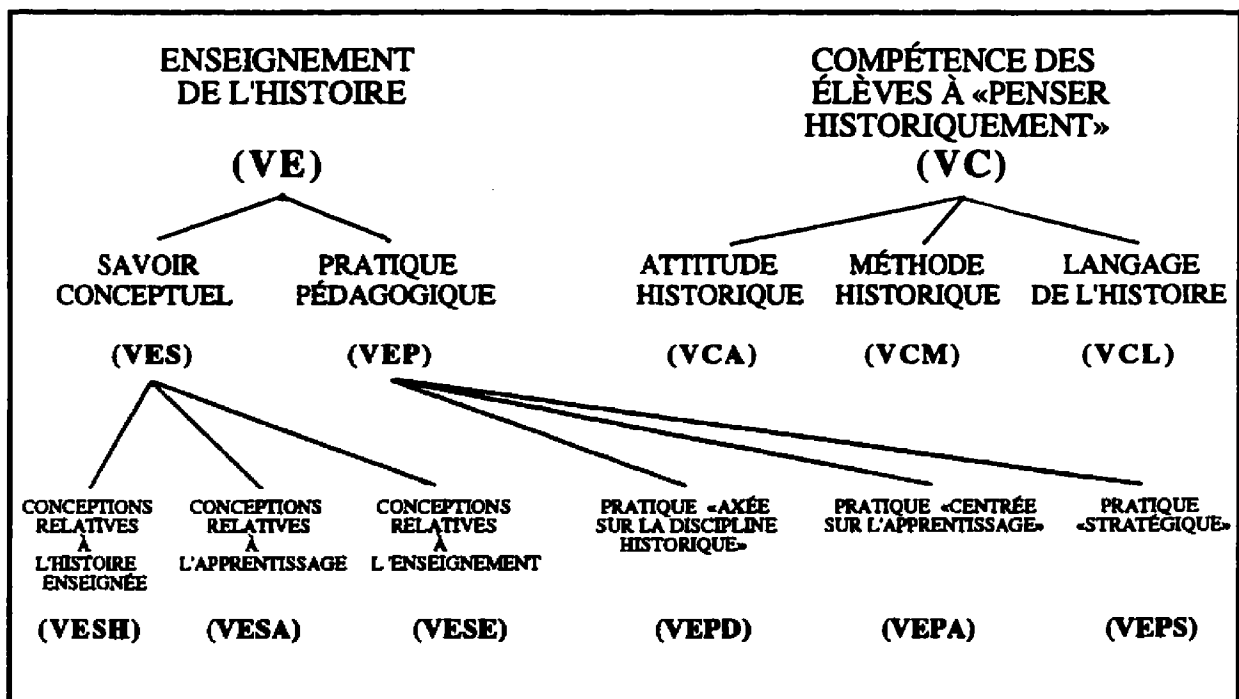 ENSEIGNEMENT
DE L'HISTOIRE
(VE)
COMPÉTENCE DES
ÉLÈVES À «PENSER
HISTORIQUEMENT»
(VC)
SAVOIR
CONCEPTUEL
(VES)
PRATIQUE
PÉDAGOGIQUE
(VEP)
ATTITUDE
HISTORIQUE
(VCA)
MÉTHODE
HISTORIQUE
(VCM)
LANGAGE
DE L'HISTOIRE
(VCL)
CONCEPTIONS
RELATIVES
À
L'HISTOIRE
ENSEIGNÉE
(VESH)
CONCEPTIONS
RELATIVES
À
L'APPRENTISSAGE
(VESA)
CONCEPTIONS
RELATIVES
À
L'ENSEIGNEMENT
(VESE)
PRATIQUE «AXÉE
SUR LA DISCIPLINE
HISTORIQUE»
(VEPD)
PRATIQUE «CENTRÉE
SUR L'APPRENTISSAGE»
(VEPA)
PRATIQUE
«STRATÉGIQUE»
(VEPS)